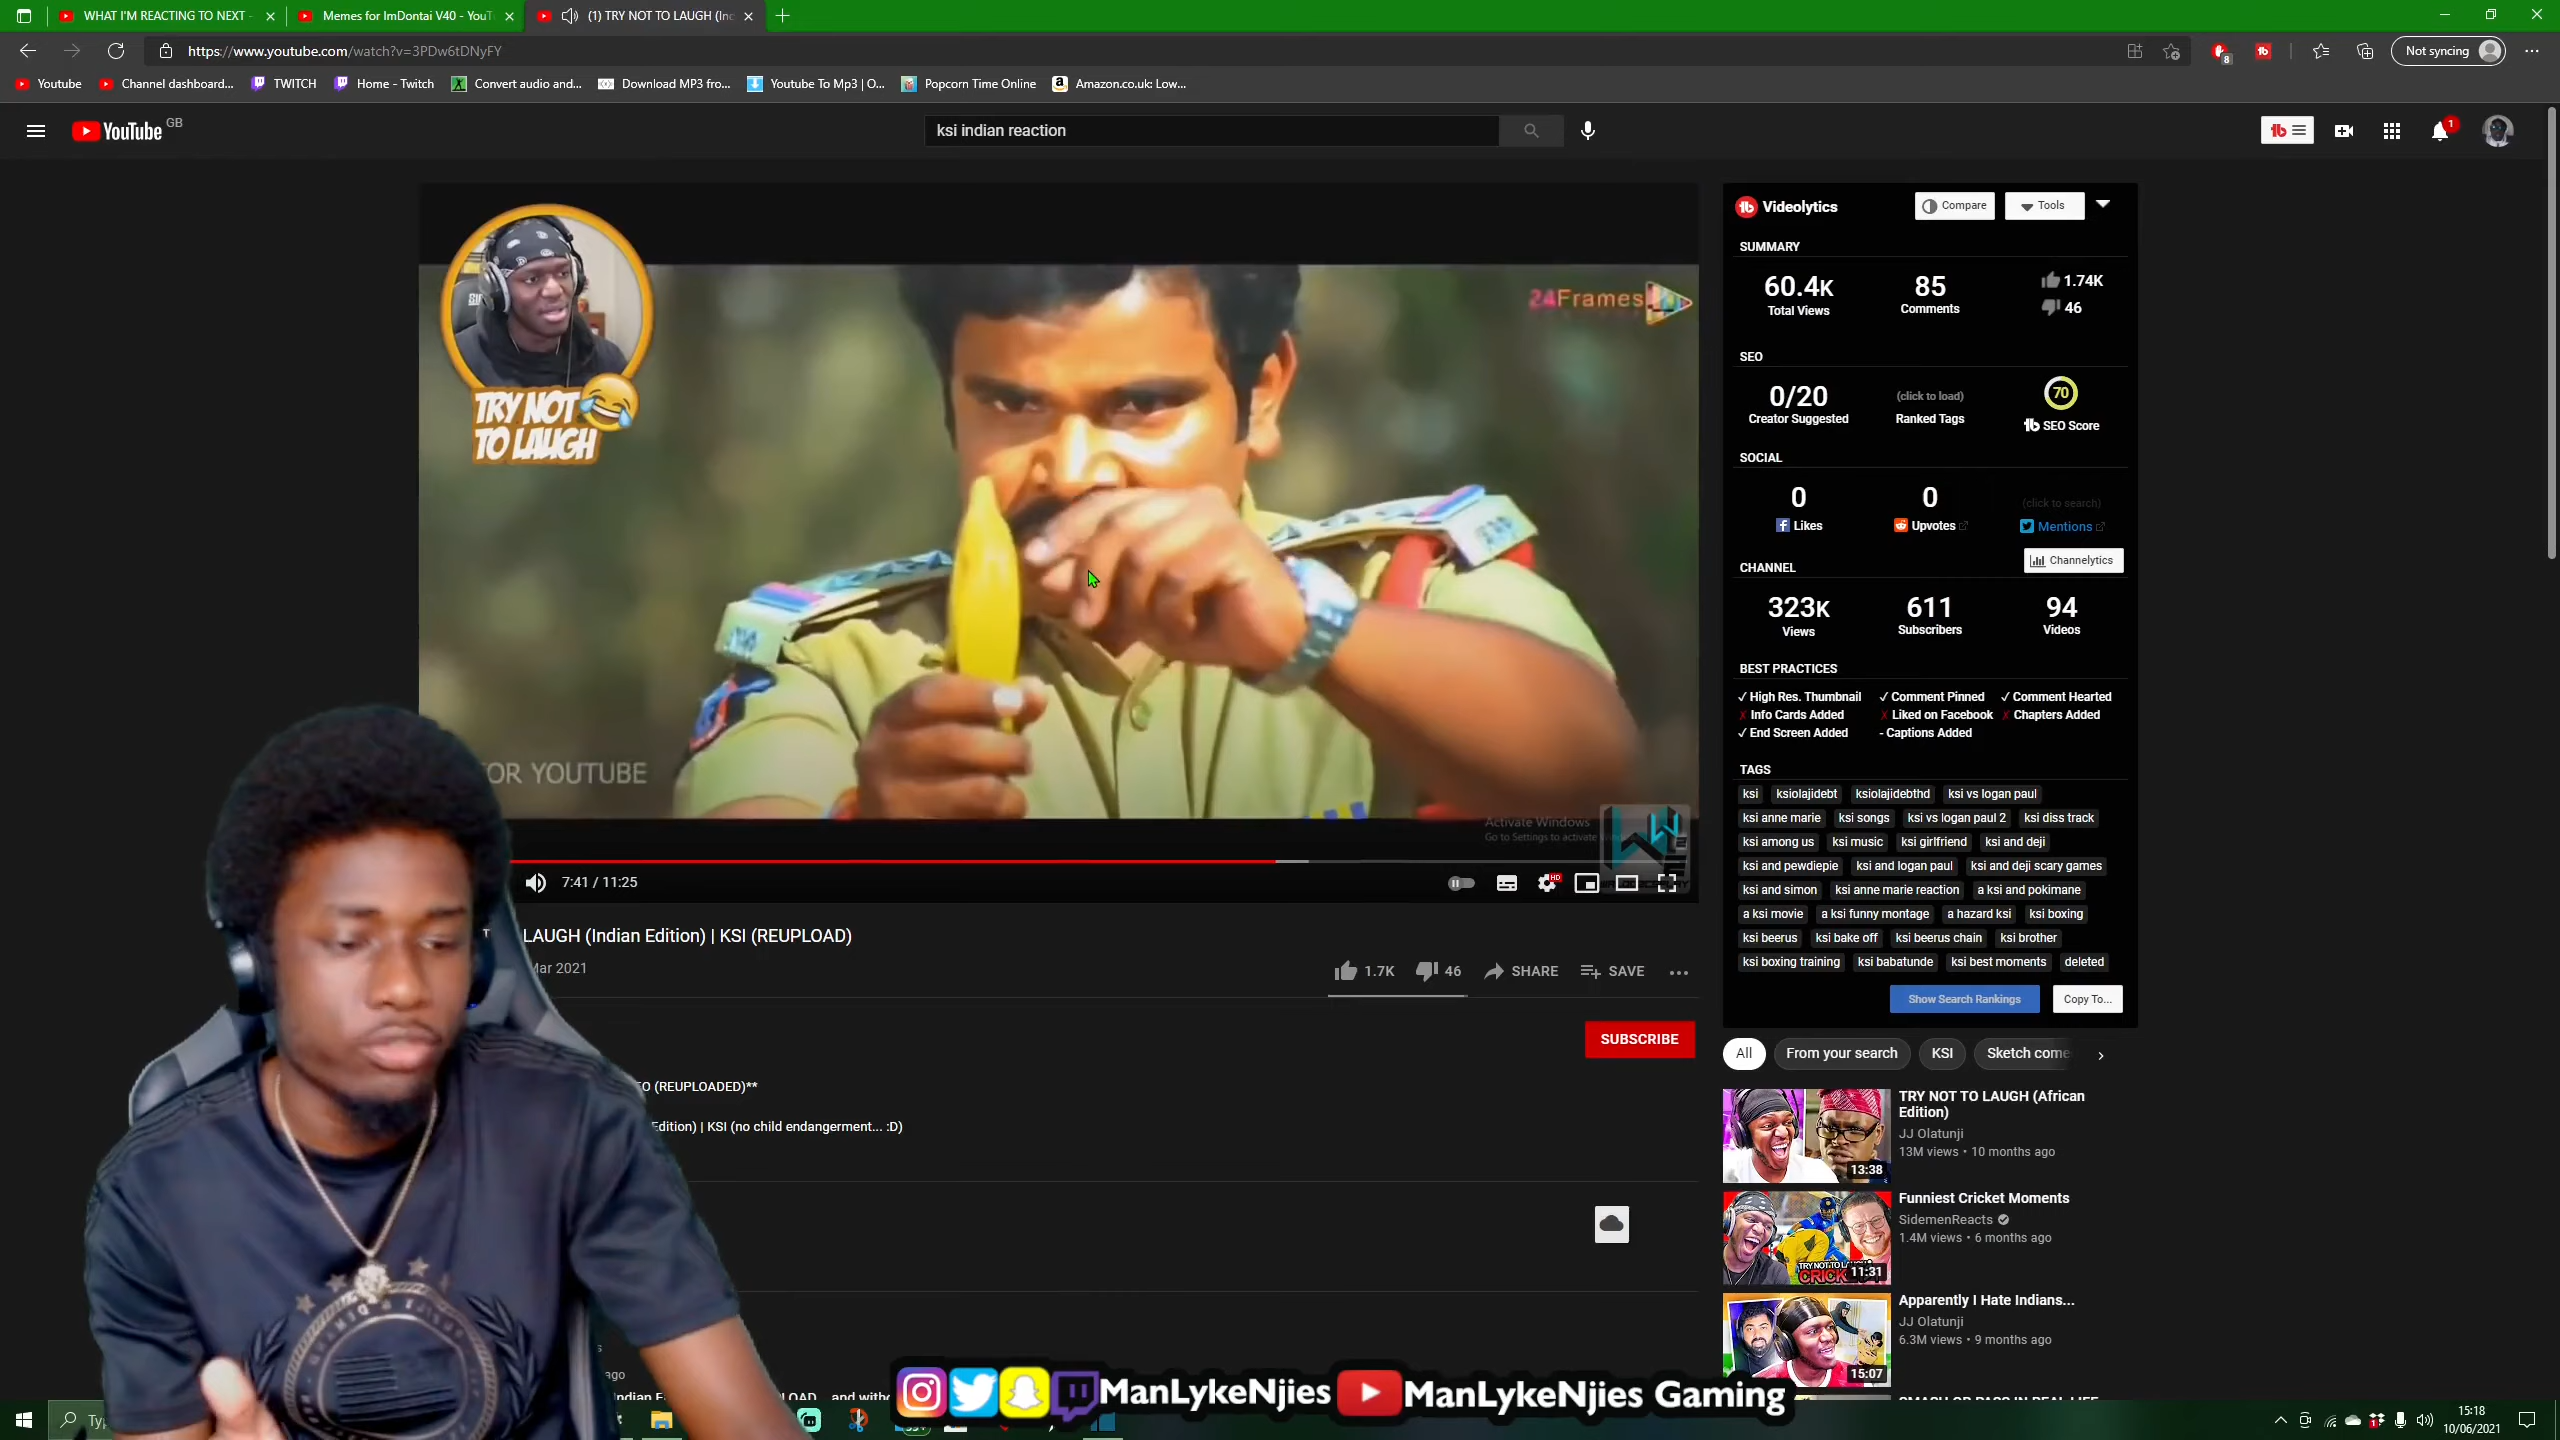 WHAT I'M REACTING TO NEXT -
Memes for ImDontai V40 - YouT
(1) TRY NOT TO LAUGH (Ind
https://www.youtube.com/watch?v=3PDw6tDNyFY
8
Not syncing
Youtube
Channel dashboard...
TWITCH
Home - Twitch
Convert audio and...
Download MP3 fro...
Youtube To Mp3 | O...
Popcorn Time Online
Amazon.co.uk: Low...
YouTube GB
ksi indian reaction
1
TRY NOT
TO LAUGH
24Frames
OR YOUTUBE
Activate Windows
Go to Settings to activate
7:41 / 11:25
HD
LAUGH (Indian Edition) | KSI (REUPLOAD)
Mar 2021
1.7K
46
SHARE
SAVE
SUBSCRIBE
O (REUPLOADED)**
Edition) | KSI (no child endangerment... :D)
ago
Videolytics
Compare
Tools
SUMMARY
60.4K
Total Views
85
Comments
1.74K
46
SEO
0/20
Creator Suggested
(click to load)
Ranked Tags
70
SEO Score
SOCIAL
0
Likes
0
Upvotes
(click to search)
Mentions
CHANNEL
Channelytics
323K
Views
611
Subscribers
94
Videos
BEST PRACTICES
✓ High Res. Thumbnail ✓ Comment Pinned ✓ Comment Hearted
✗ Info Cards Added ✗ Liked on Facebook ✗ Chapters Added
✓ End Screen Added - Captions Added
TAGS
ksi ksiolajidebt ksiolajidebthd ksi vs logan paul
ksi anne marie ksi songs ksi vs logan paul 2 ksi diss track
ksi among us ksi music ksi girlfriend ksi and deji
ksi and pewdiepie ksi and logan paul ksi and deji scary games
ksi and simon ksi anne marie reaction a ksi and pokimane
a ksi movie a ksi funny montage a hazard ksi ksi boxing
ksi beerus ksi bake off ksi beerus chain ksi brother
ksi boxing training ksi babatunde ksi best moments deleted
Show Search Rankings
Copy To...
All
From your search
KSI
Sketch come
TRY NOT TO LAUGH (African
Edition)
JJ Olatunji
13M views • 10 months ago
13:38
Funniest Cricket Moments
SidemenReacts
1.4M views • 6 months ago
11:31
Apparently I Hate Indians...
JJ Olatunji
6.3M views • 9 months ago
15:07
ManLykeNjies
ManLykeNjies Gaming
15:18
10/06/2021